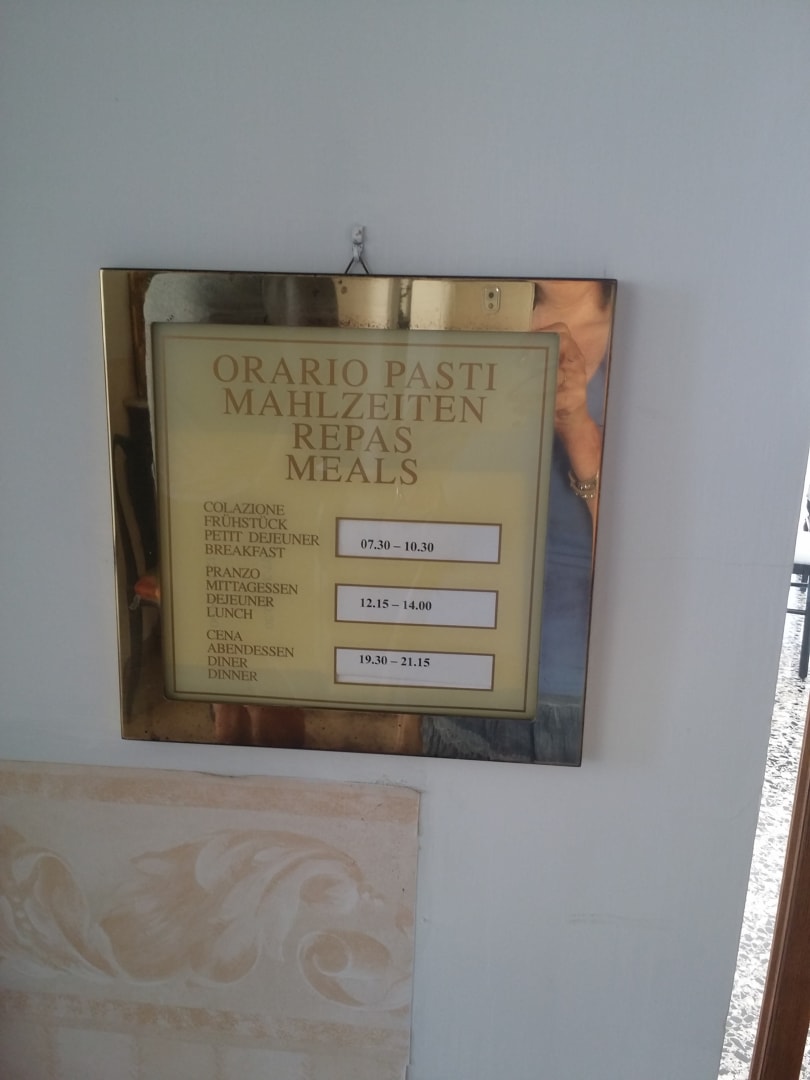 ORARIO PASTI
MAHLZEITEN
REPAS
MEALS
COLAZIONE
FRÜHSTÜCK
PETIT DEJEUNER
BREAKFAST
07.30 – 10.30
PRANZO
MITTAGESSEN
DEJEUNER
LUNCH
12.15 – 14.00
CENA
ABENDESSEN
DINER
DINNER
19.30 – 21.15